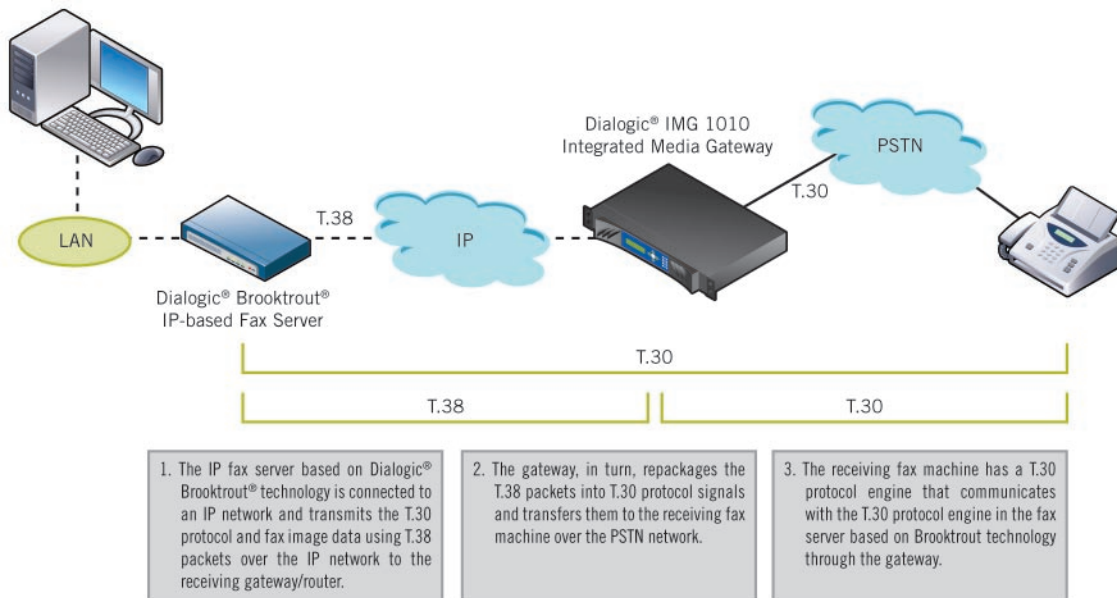 Dialogic® IMG 1010
Integrated Media Gateway
PSTN
T.30
T.38
LAN
IP
Dialogic® Brooktrout®
IP-based Fax Server
T.30
T.38
T.30
1. The IP fax server based on Dialogic®
Brooktrout® technology is connected to
an IP network and transmits the T.30
protocol and fax image data using T.38
packets over the IP network to the
receiving gateway/router.
2. The gateway, in turn, repackages the
T.38 packets into T.30 protocol signals
and transfers them to the receiving fax
machine over the PSTN network.
3. The receiving fax machine has a T.30
protocol engine that communicates
with the T.30 protocol engine in the fax
server based on Brooktrout technology
through the gateway.